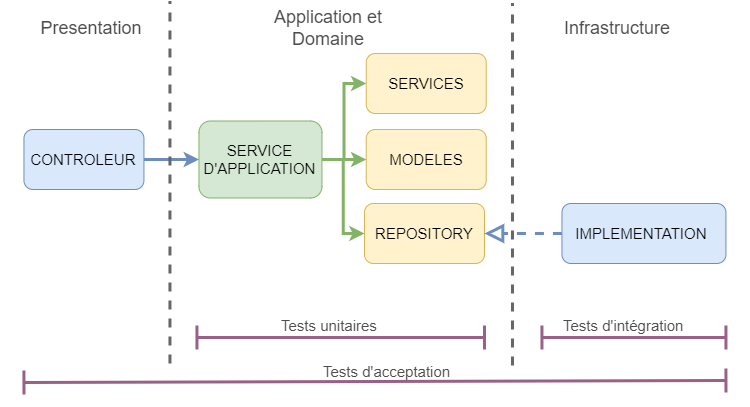 Presentation
Application et
Domaine
Infrastructure
SERVICES
CONTROLEUR
SERVICE
D'APPLICATION
MODELES
REPOSITORY
IMPLEMENTATION
Tests unitaires
Tests d'intégration
Tests d'acceptation